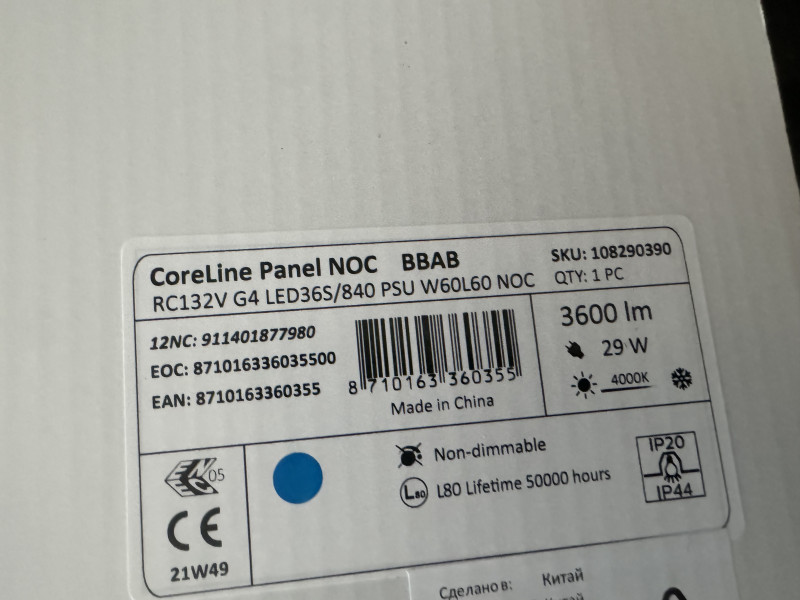 CoreLine Panel NOC BBAB
SKU: 108290390
RC132V G4 LED36S/840 PSU W60L60 NOC
QTY: 1 PC
12NC: 911401877980
EOC: 871016336035500
EAN: 8710163360355
8 710163 360355
Made in China
3600 lm
29 W
4000K
ENEC 05
CE
21W49
Non-dimmable
L80 L80 Lifetime 50000 hours
IP20
IP44
Сделано в: Китай